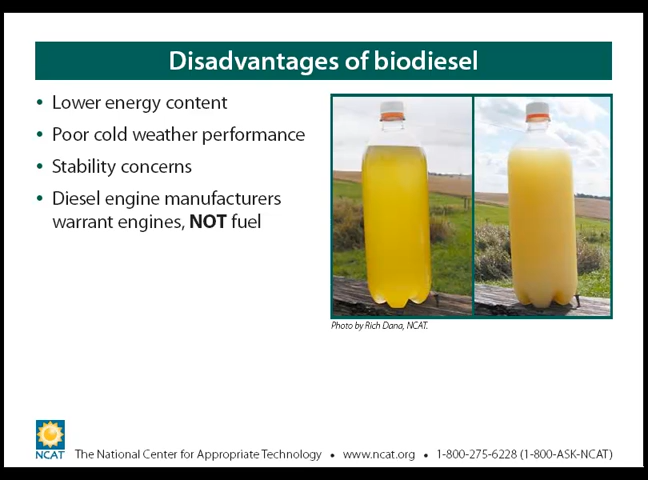 Disadvantages of biodiesel
• Lower energy content
• Poor cold weather performance
• Stability concerns
• Diesel engine manufacturers
warrant engines, NOT fuel
Photo by Rich Dana, NCAT.
NCAT
The National Center for Appropriate Technology • www.ncat.org • 1-800-275-6228 (1-800-ASK-NCAT)